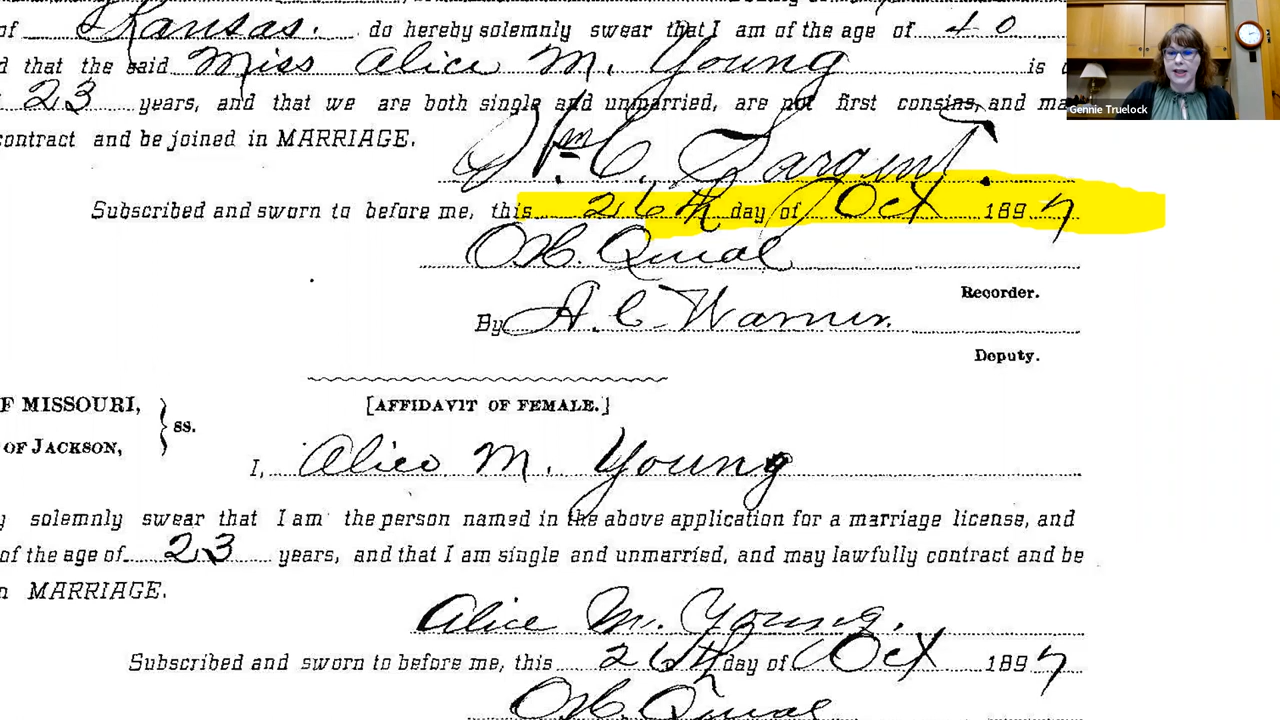 of Kansas. do hereby solemnly swear that I am of the age of 40
d that the said Miss Alice M. Young is
23 years, and that we are both single and unmarried, are not first consins, and ma
contract and be joined in MARRIAGE.
Gennie Truelock
Wm C. Sargent
Subscribed and sworn to before me, this 26th day of Oct 1897
Recorder.
By A. C. Warner.
Deputy.
F MISSOURI,
OF JACKSON,
ss.
[AFFIDAVIT OF FEMALE.]
I, Alice M. Young
y solemnly swear that I am the person named in the above application for a marriage license, and
of the age of 23 years, and that I am single and unmarried, and may lawfully contract and be
n MARRIAGE.
Alice M. Young.
Subscribed and sworn to before me, this 26th day of Oct 1897